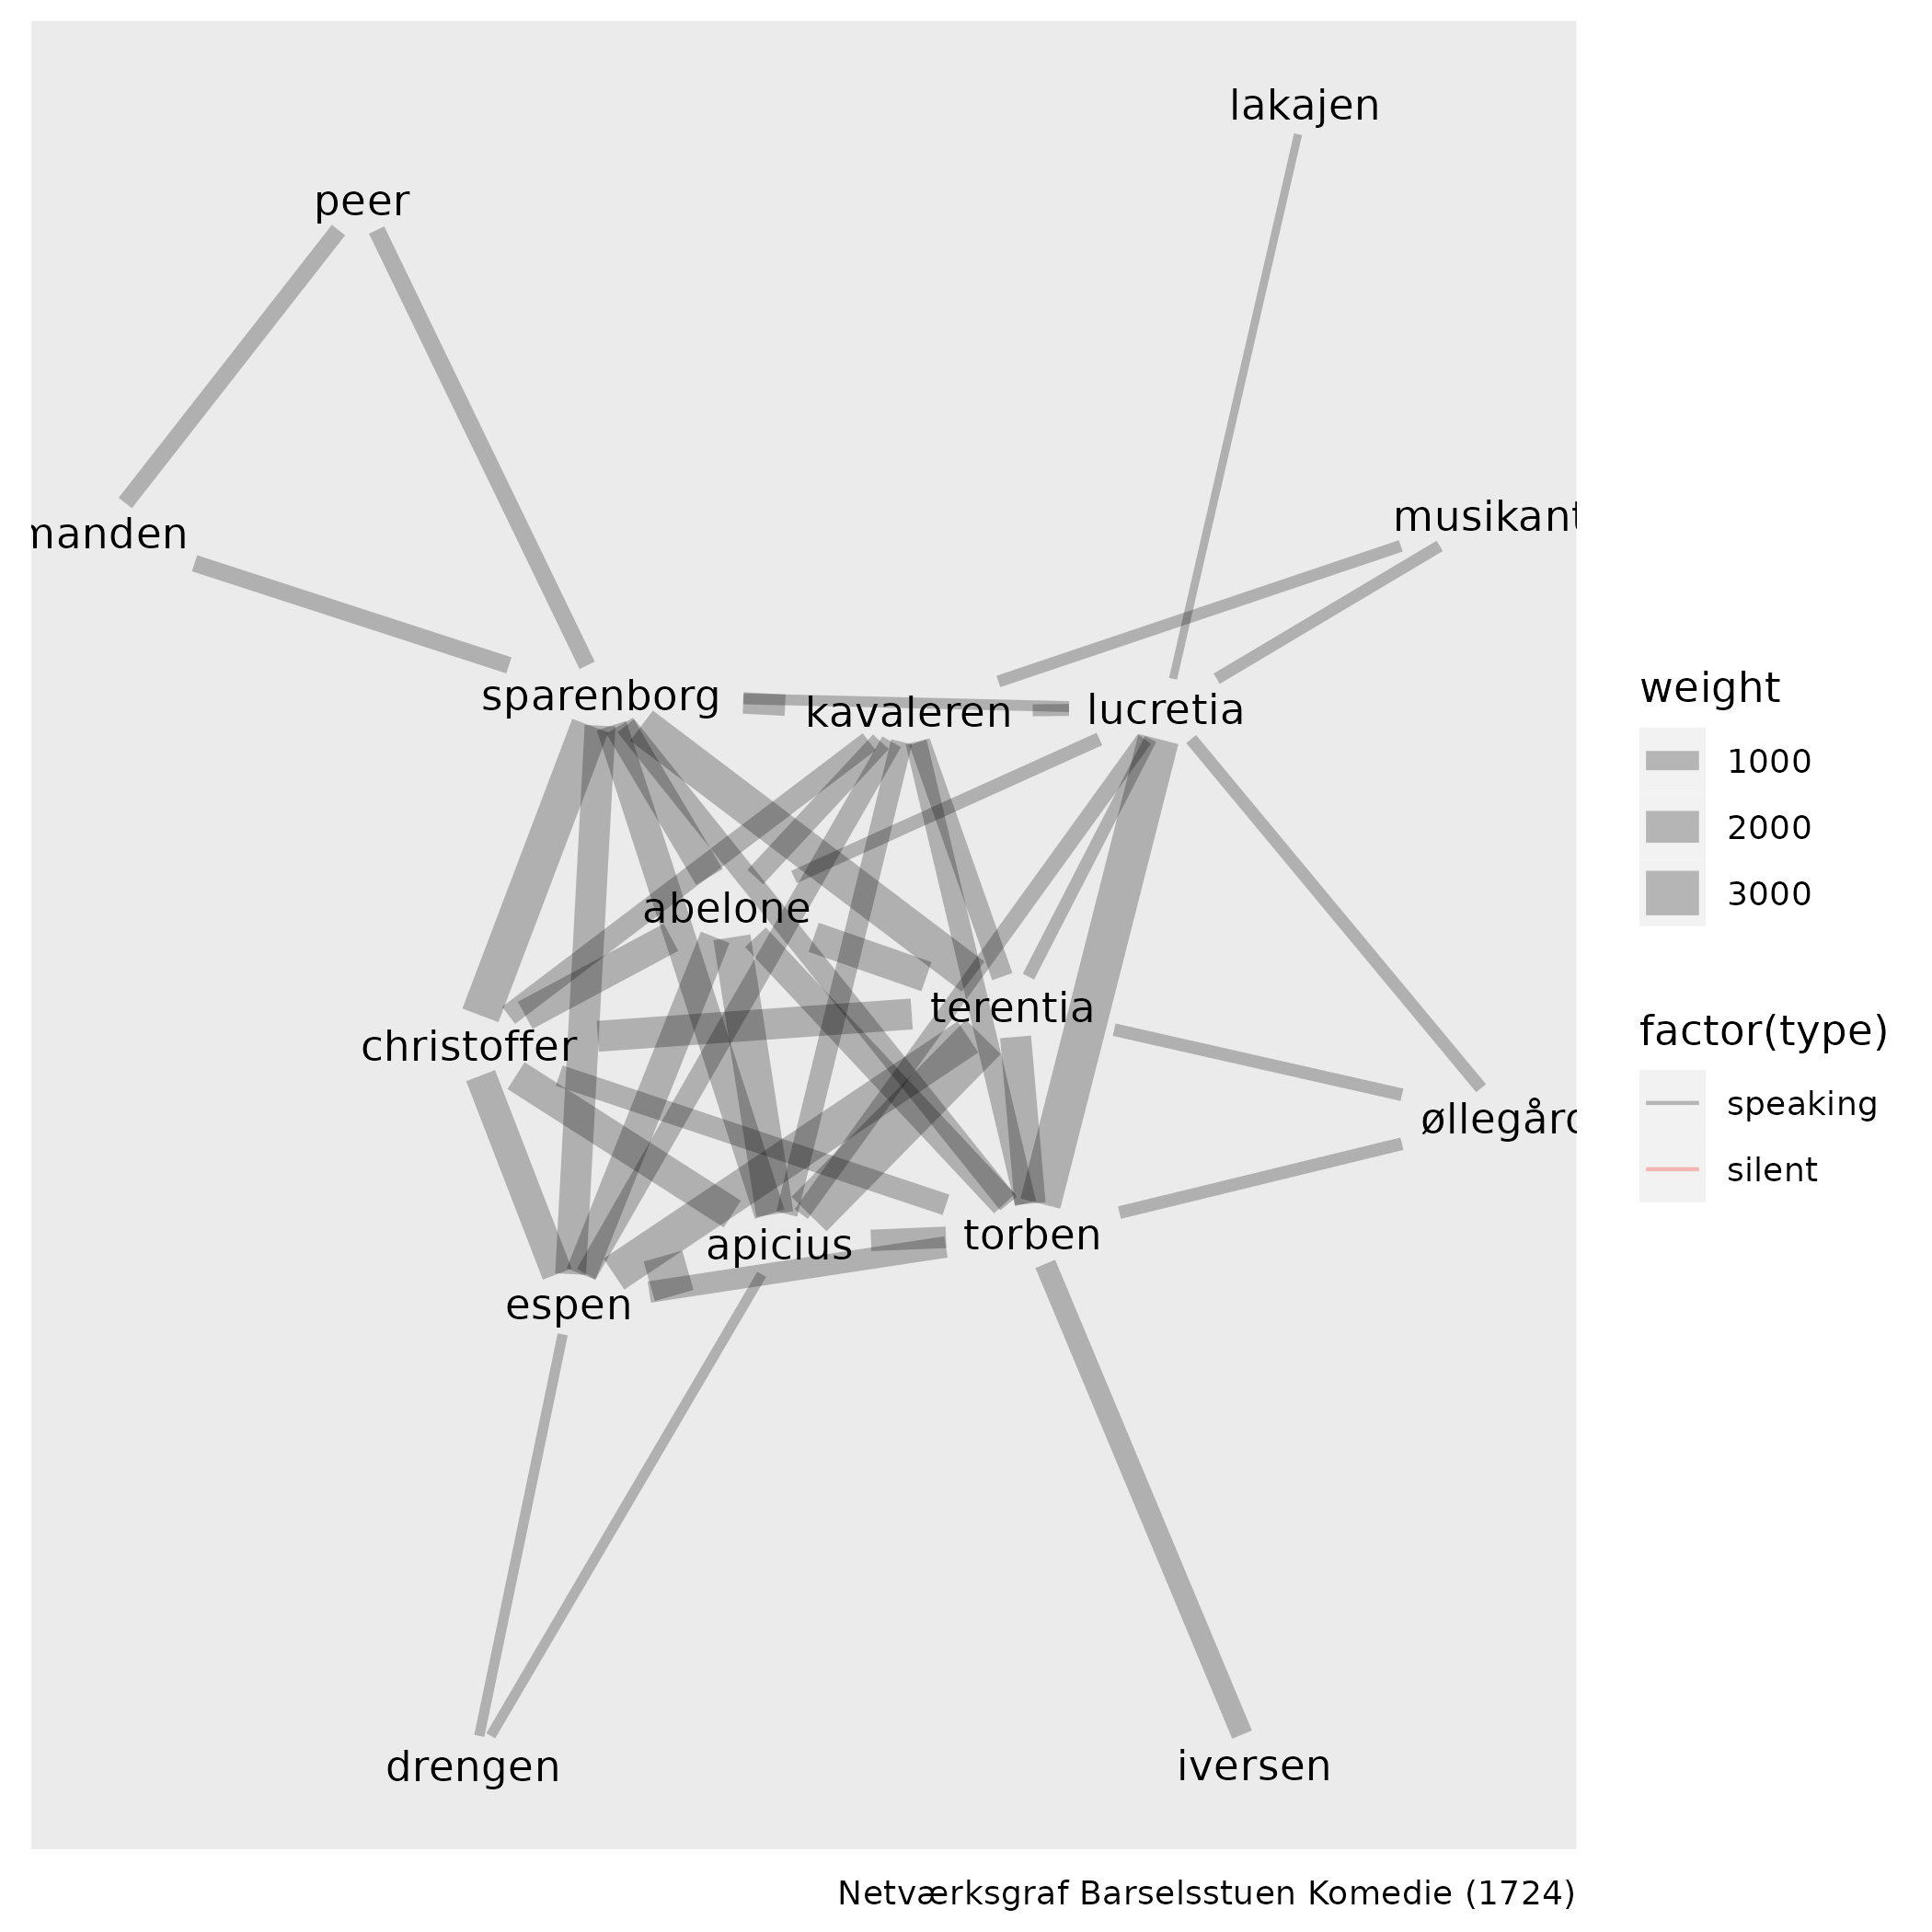 lakajen
peer
musikant
manden
sparenborg
kavaleren
lucretia
abelone
terentia
christoffer
øllegård
torben
apicius
espen
drengen
iversen
weight
1000
2000
3000
factor(type)
speaking
silent
Netværksgraf Barselsstuen Komedie (1724)